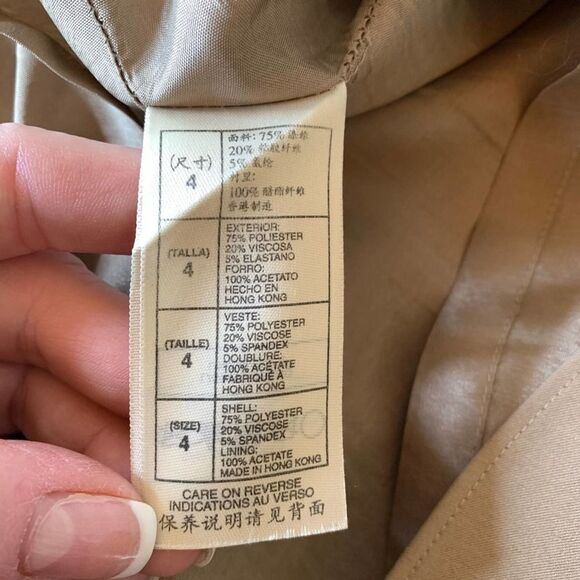 (尺寸)
4
面料: 75% 涤纶
20% 粘胶纤维
5% 氨纶
衬里:
100% 醋酯纤维
香港制造
(TALLA)
4
EXTERIOR:
75% POLIESTER
20% VISCOSA
5% ELASTANO
FORRO:
100% ACETATO
HECHO EN
HONG KONG
(TAILLE)
4
VESTE:
75% POLYESTER
20% VISCOSE
5% SPANDEX
DOUBLURE:
100% ACÉTATE
FABRIQUÉ À
HONG KONG
(SIZE)
4
SHELL:
75% POLYESTER
20% VISCOSE
5% SPANDEX
LINING:
100% ACETATE
MADE IN HONG KONG
CARE ON REVERSE
INDICATIONS AU VERSO
保养说明请见背面